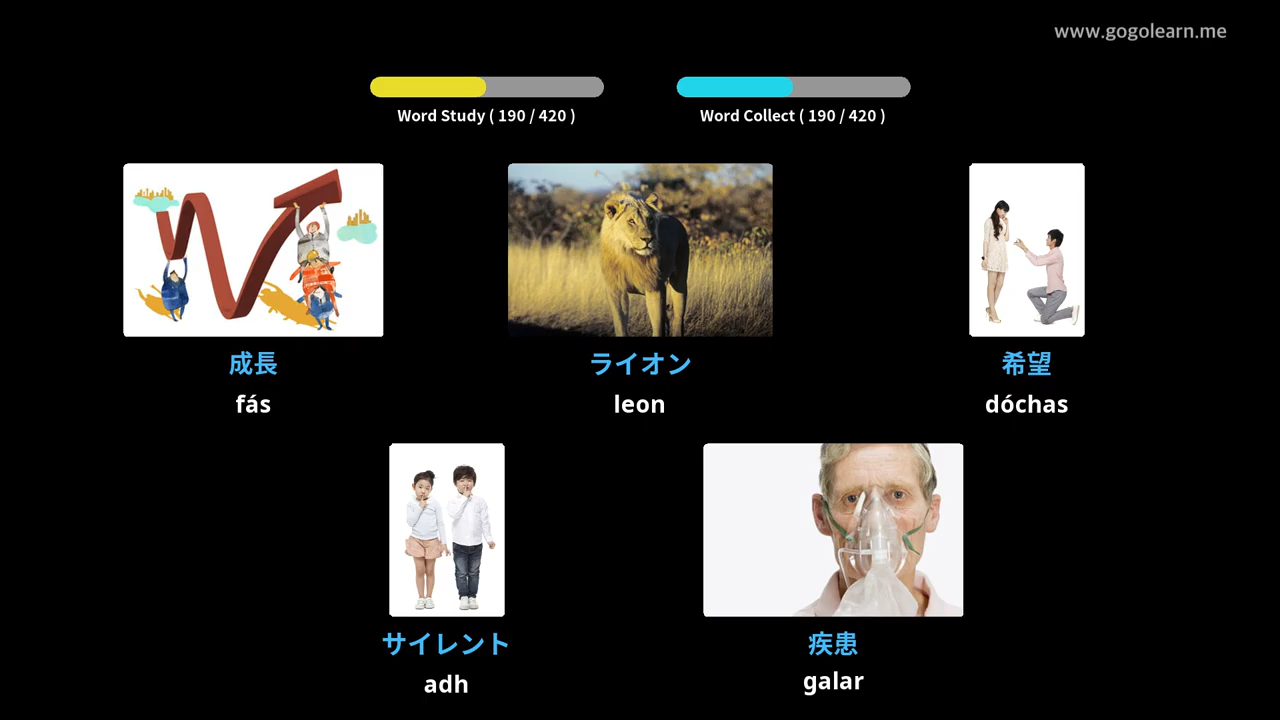 www.gogolearn.me
Word Study ( 190 / 420 )
Word Collect ( 190 / 420 )
成長
fás
ライオン
leon
希望
dóchas
サイレント
adh
疾患
galar